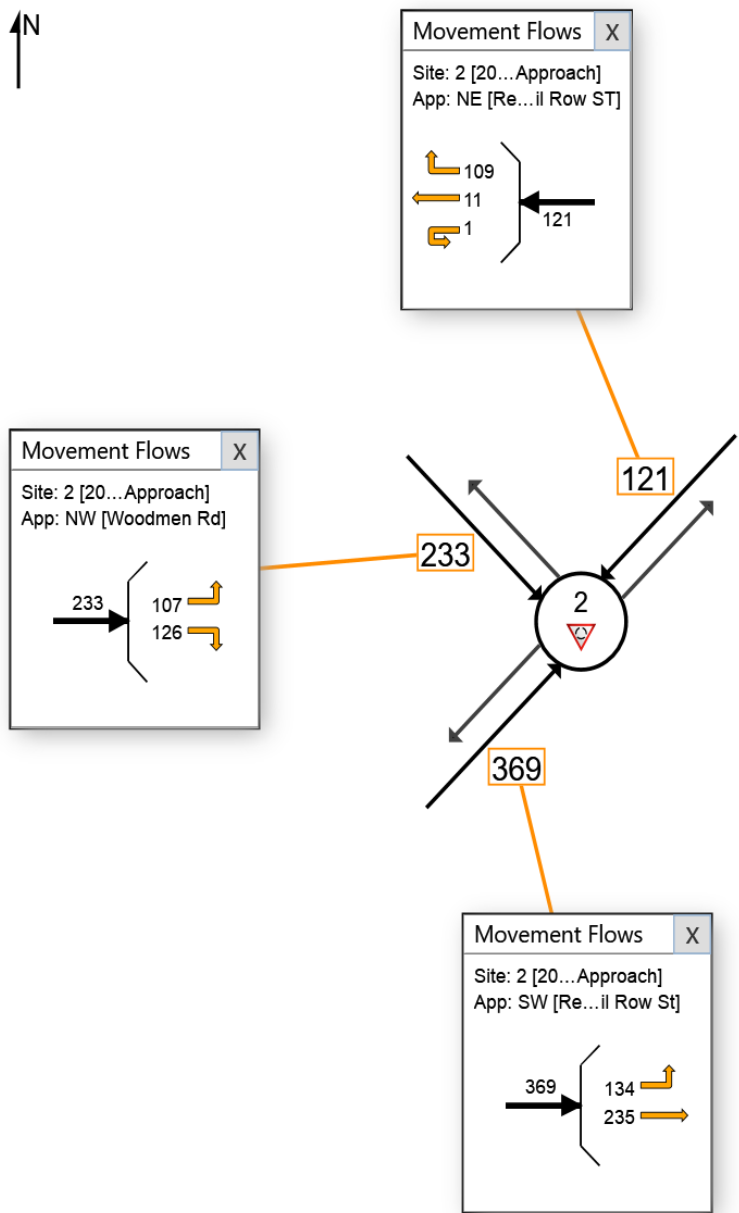 N
Movement Flows X
Site: 2 [20...Approach]
App: NE [Re...il Row ST]
109
11
1
121
121
Movement Flows X
Site: 2 [20...Approach]
App: NW [Woodmen Rd]
233
107
126
233
2
369
Movement Flows X
Site: 2 [20...Approach]
App: SW [Re...il Row St]
369
134
235